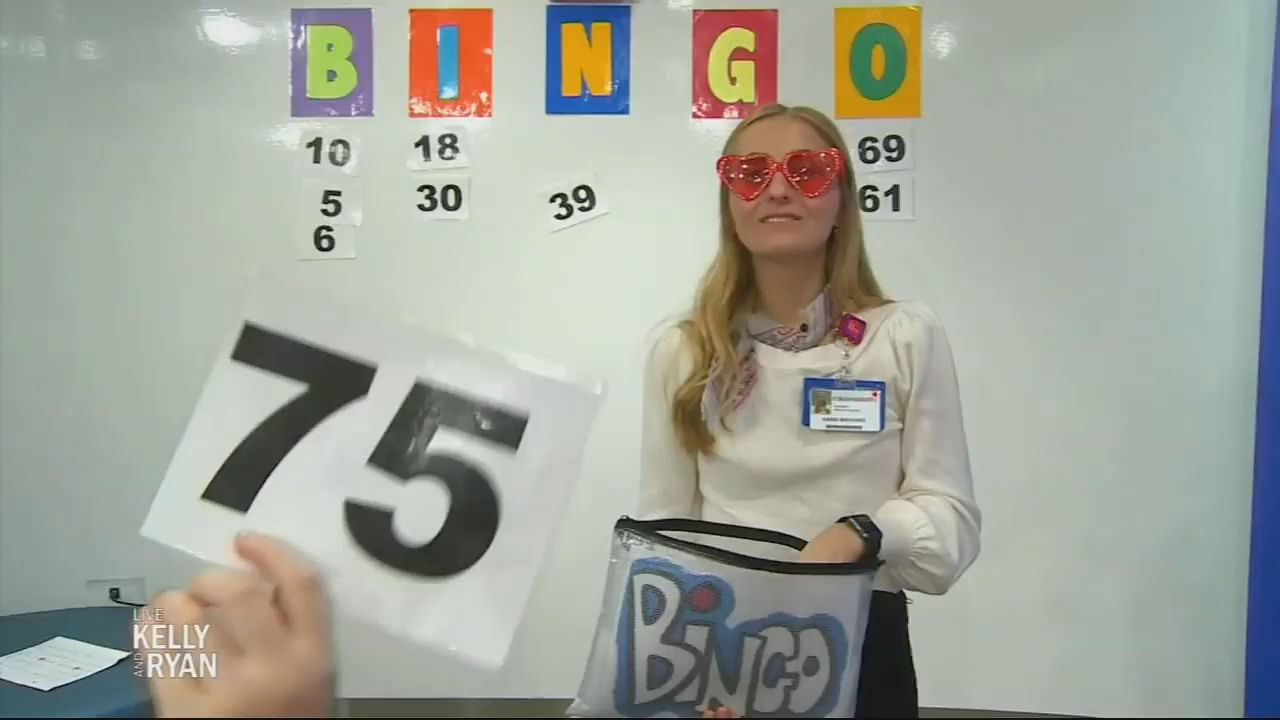 B I N G O
10 18 69
5 30 39 61
6
75
BINGO
LIVE
KELLY
AND RYAN